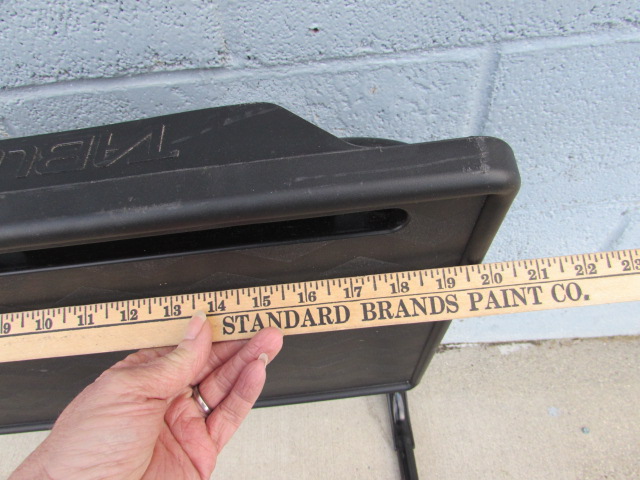 9 10 11 12 13 14 15 16 17 18 19 20 21 22 23
STANDARD BRANDS PAINT CO.